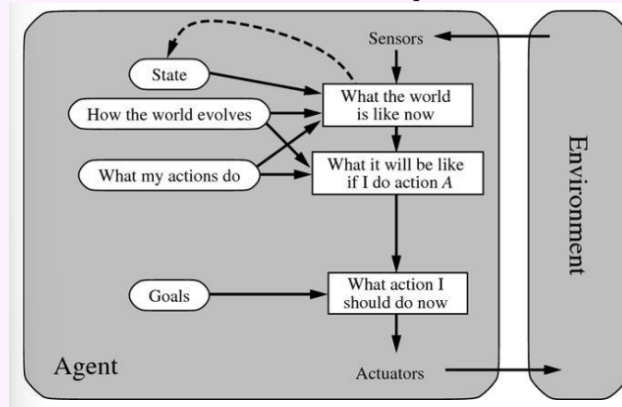 Sensors
State
What the world
is like now
How the world evolves
What it will be like
if I do action A
What my actions do
Environment
Goals
What action I
should do now
Agent
Actuators